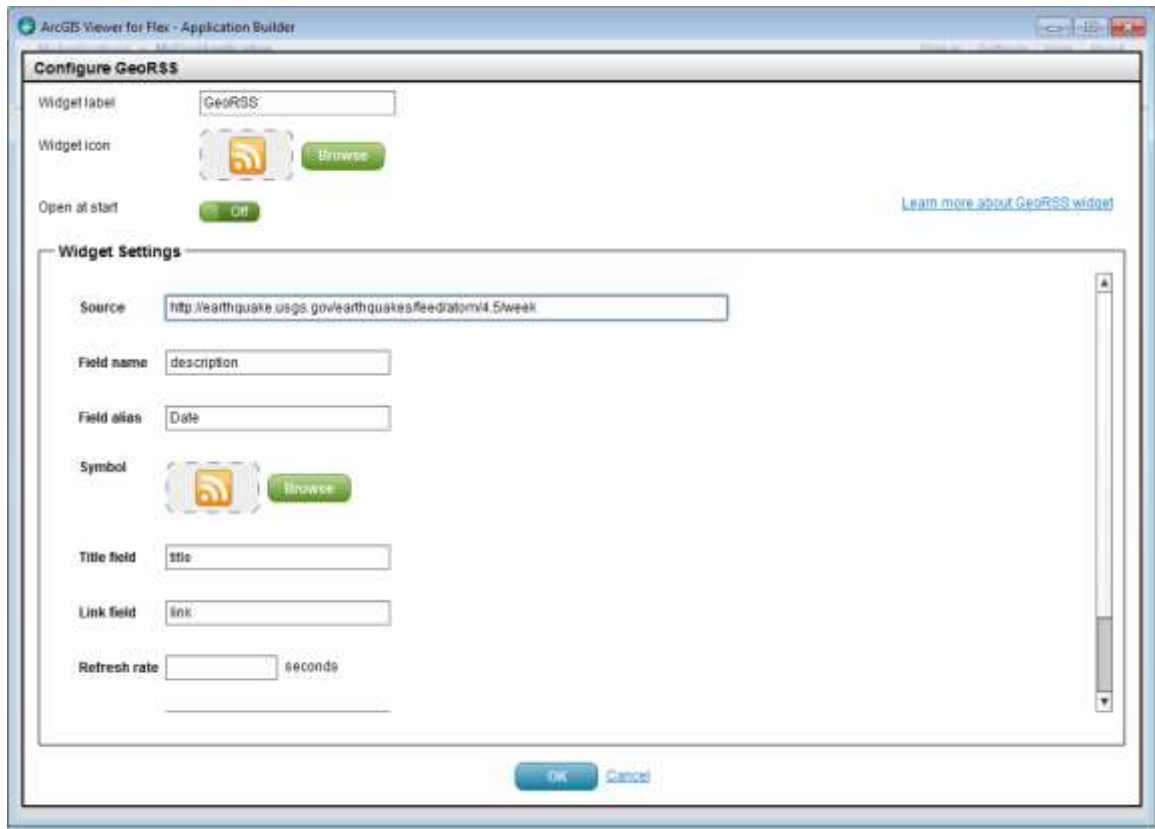 ArcGIS Viewer for Flex - Application Builder
Configure GeoRSS
Widget label GeoRSS
Widget icon Browse
Open at start Off
Learn more about GeoRSS widget
Widget Settings
Source http://earthquake.usgs.gov/earthquakes/feed/atom/4.5/week
Field name description
Field alias Date
Symbol Browse
Title field title
Link field link
Refresh rate seconds
OK Cancel